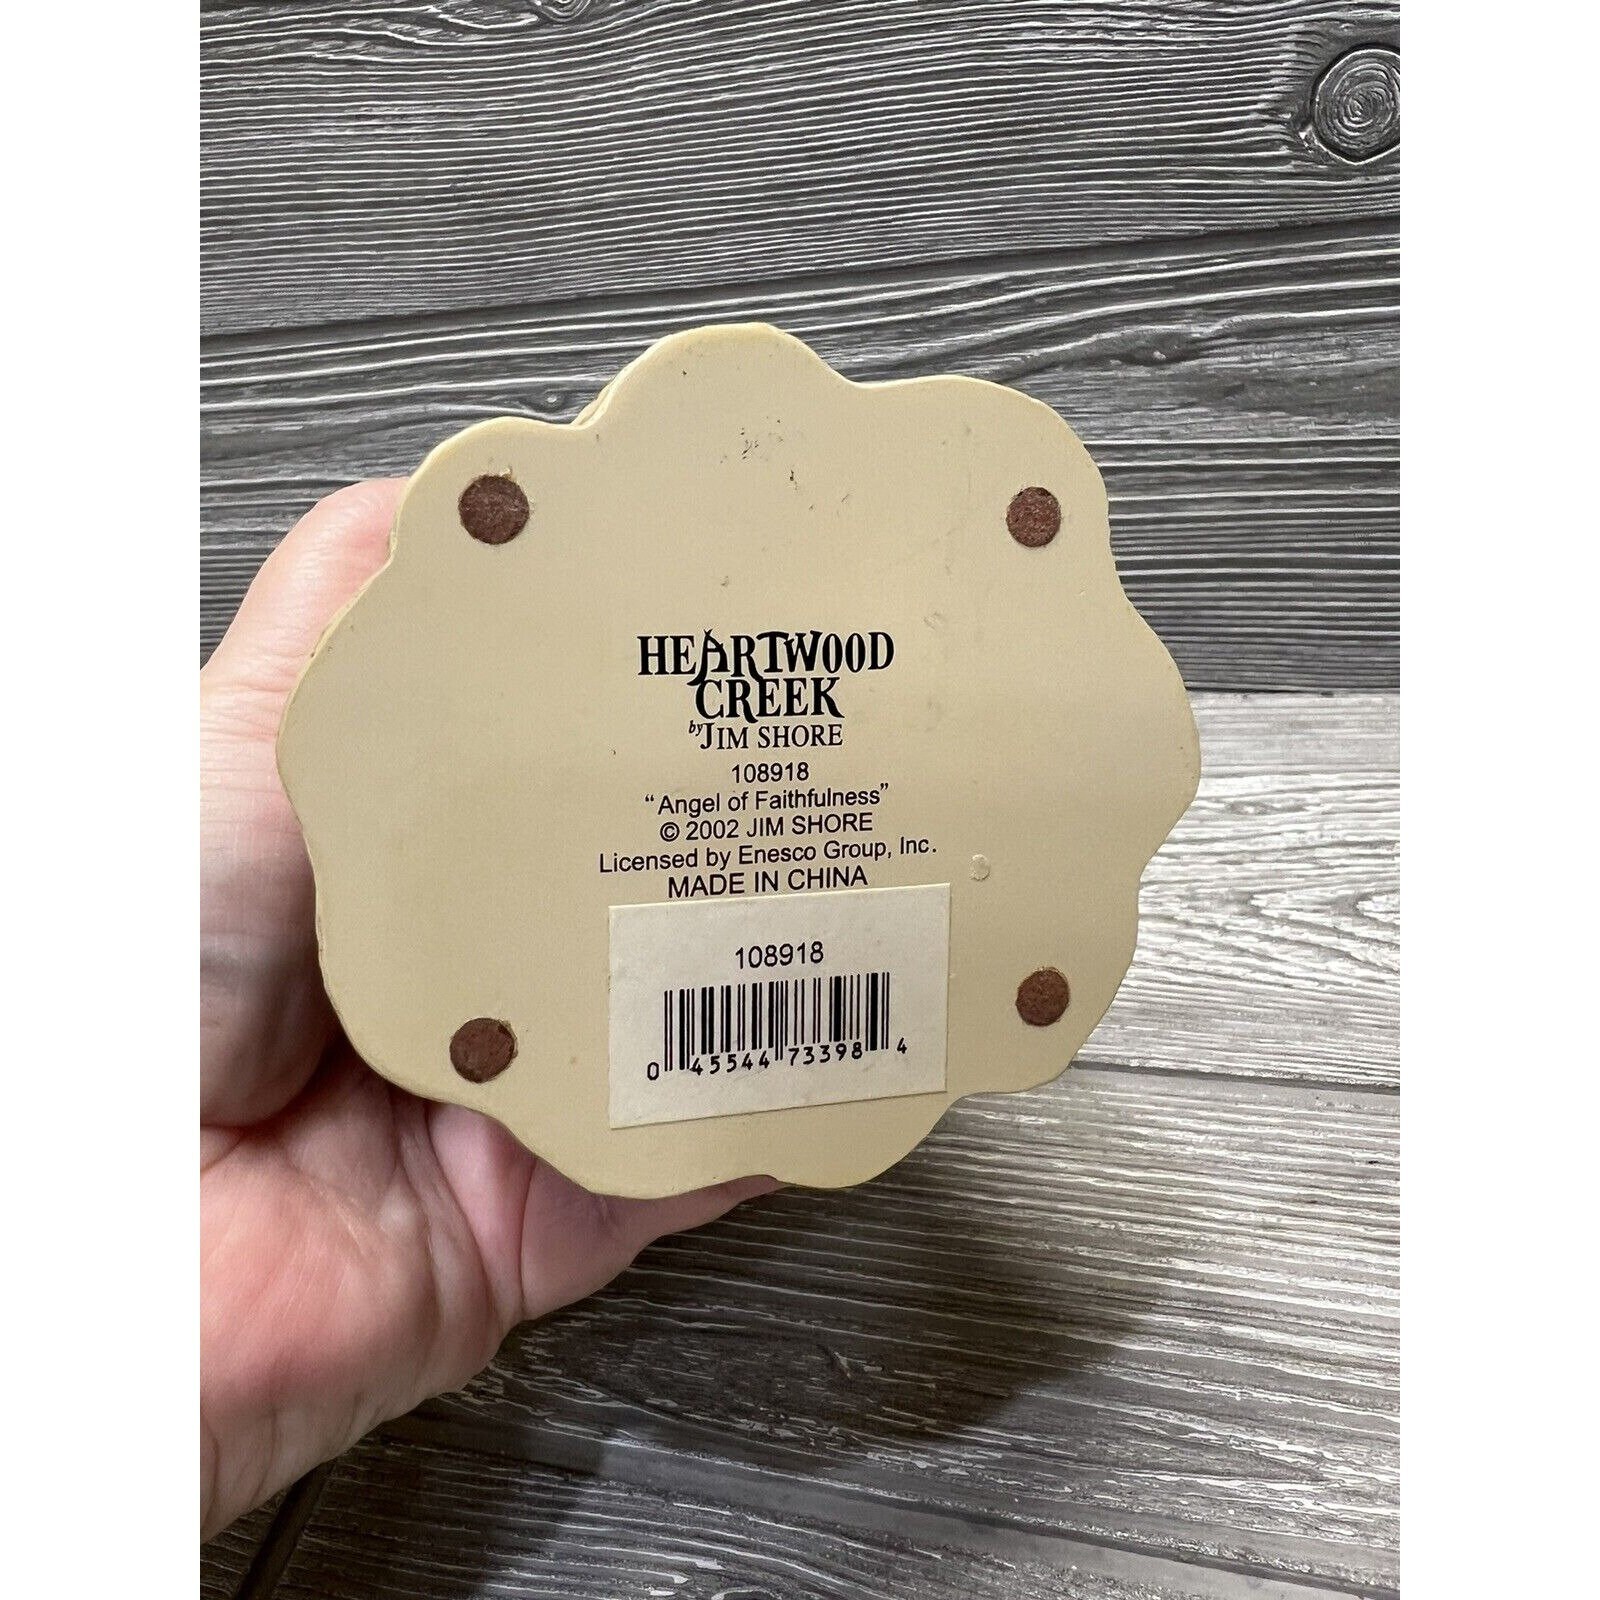 HEARTWOOD
CREEK
by JIM SHORE
108918
“Angel of Faithfulness”
© 2002 JIM SHORE
Licensed by Enesco Group, Inc.
MADE IN CHINA
108918
0 45544 73398 4